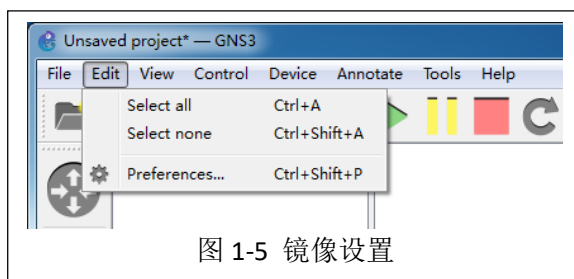 Unsaved project* — GNS3
File Edit View Control Device Annotate Tools Help
Select all Ctrl+A
Select none Ctrl+Shift+A
Preferences... Ctrl+Shift+P
图 1-5 镜像设置